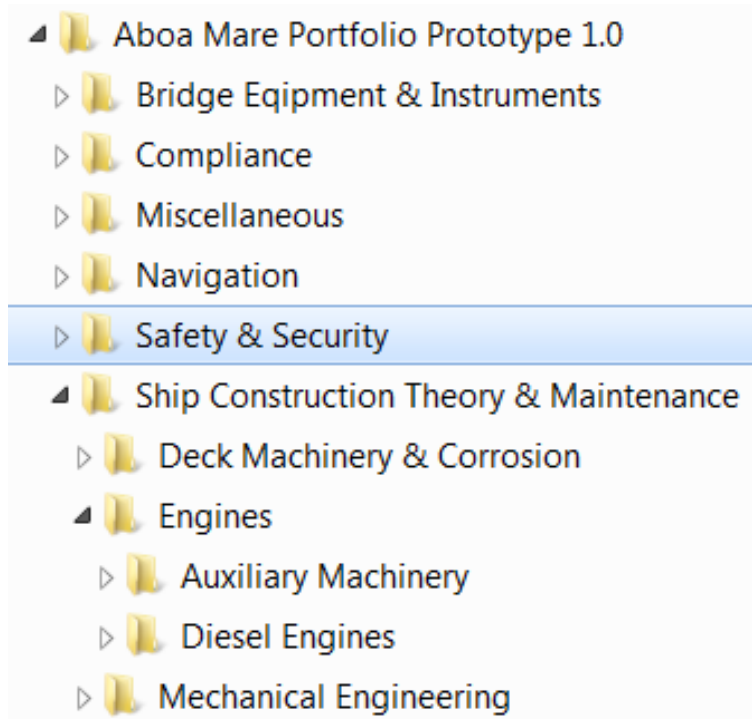 Aboa Mare Portfolio Prototype 1.0
Bridge Eqipment & Instruments
Compliance
Miscellaneous
Navigation
Safety & Security
Ship Construction Theory & Maintenance
Deck Machinery & Corrosion
Engines
Auxiliary Machinery
Diesel Engines
Mechanical Engineering